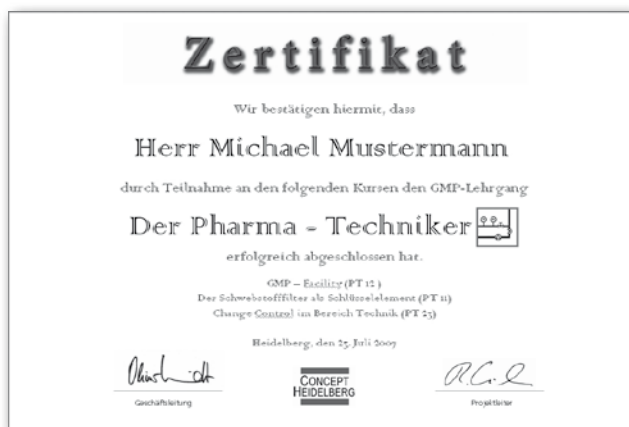 Zertifikat
Wir bestätigen hiermit, dass
Herr Michael Mustermann
durch Teilnahme an den folgenden Kursen den GMP-Lehrgang
Der Pharma - Techniker
erfolgreich abgeschlossen hat.
GMP – Facility (PT 12 )
Der Schwebstofffilter als Schlüsselelement (PT 11)
Change Control im Bereich Technik (PT 23)
Heidelberg, den 25. Juli 2007
CONCEPT
HEIDELBERG
Geschäftsleitung
Projektleiter